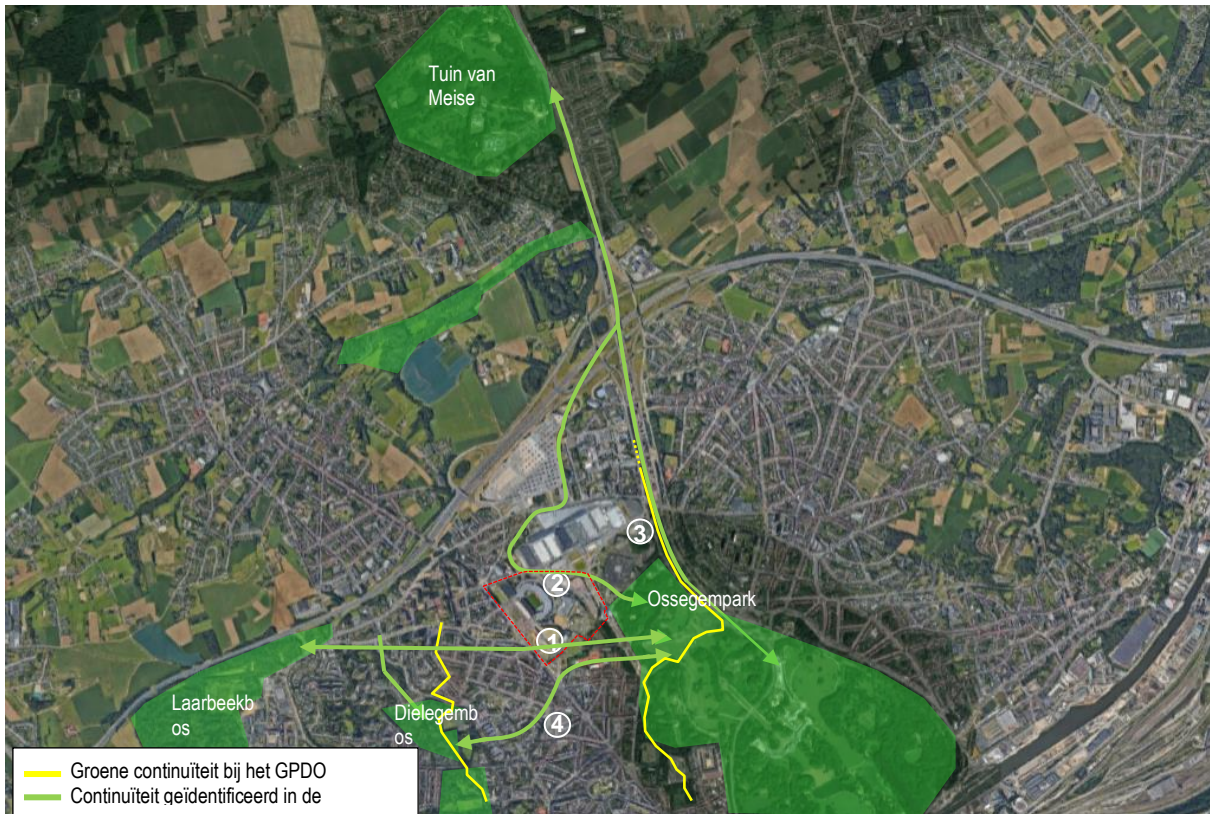 Tuin van
Meise
3
2
Ossegempark
1
Laarbeekb
os
Dielegemb
os
4
Groene continuïteit bij het GPDO
Continuïteit geïdentificeerd in de